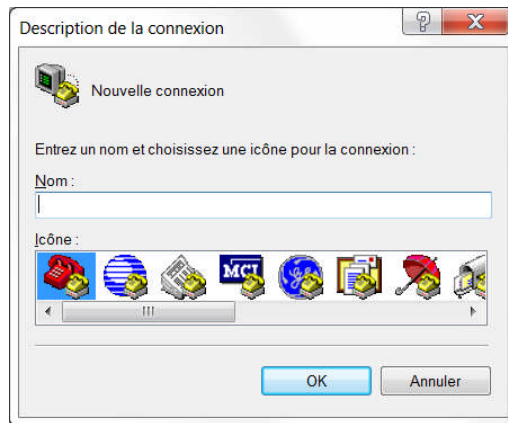 Description de la connexion
Nouvelle connexion
Entrez un nom et choisissez une icône pour la connexion :
Nom :
Icône :
MCI
OK
Annuler